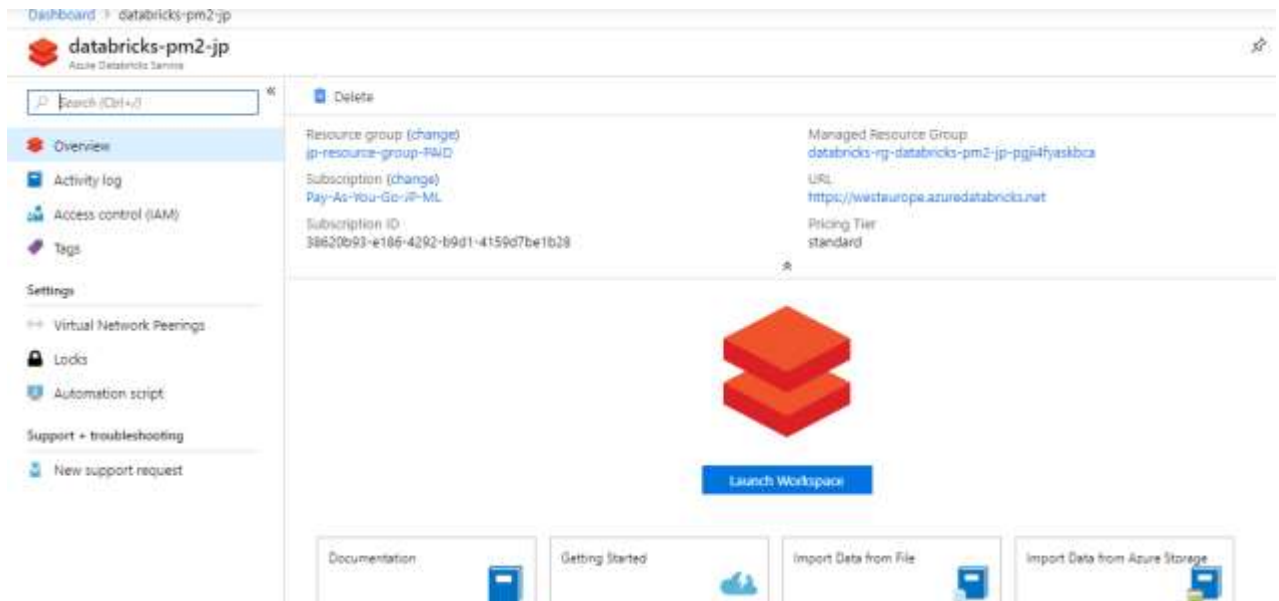 Dashboard > databricks-pm2-jp
databricks-pm2-jp
Azure Databricks Service
Search (Ctrl+/)
«
Delete
Overview
Activity log
Access control (IAM)
Tags
Settings
Virtual Network Peerings
Locks
Automation script
Support + troubleshooting
New support request
Resource group (change)
jp-resource-group-PAID
Subscription (change)
Pay-As-You-Go-JP-ML
Subscription ID
38620b93-e186-4292-b9d1-4159d7be1b28
Managed Resource Group
databricks-rg-databricks-pm2-jp-pgji4fyaskbca
URL
https://westeurope.azuredatabricks.net
Pricing Tier
standard
Launch Workspace
Documentation
Getting Started
Import Data from File
Import Data from Azure Storage